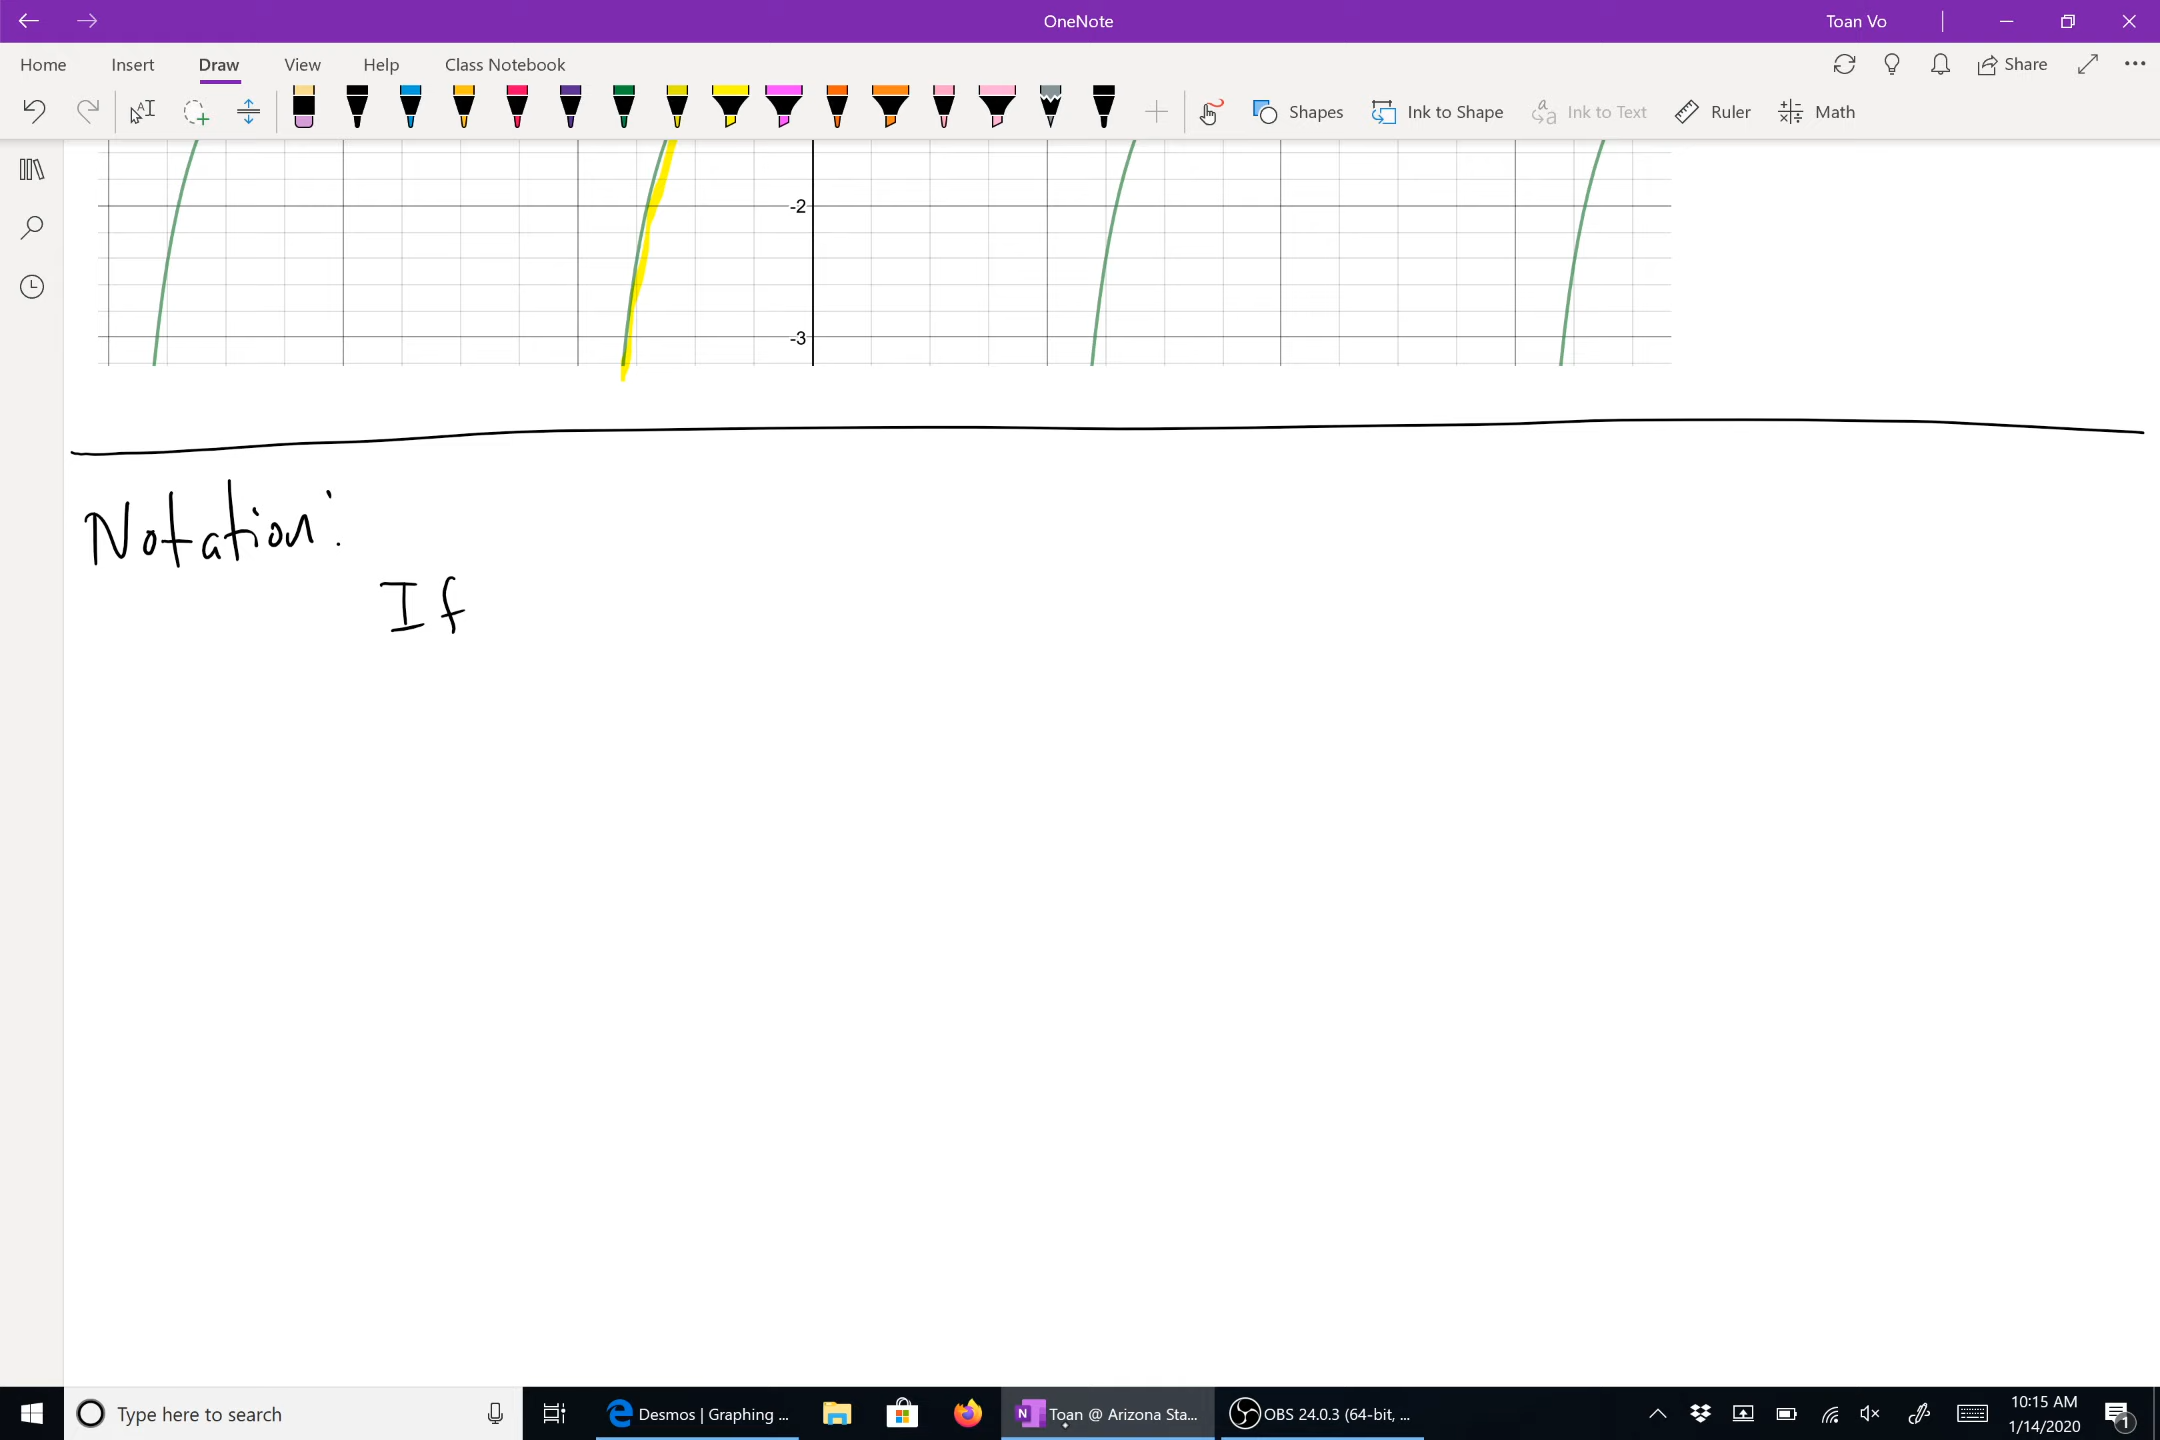 OneNote
Toan Vo
Home Insert Draw View Help Class Notebook
Share
Shapes Ink to Shape Ink to Text Ruler Math
-2
-3
Notation:
If
Type here to search
Desmos | Graphing ...
Toan @ Arizona Sta...
OBS 24.0.3 (64-bit, ...
10:15 AM
1/14/2020
1